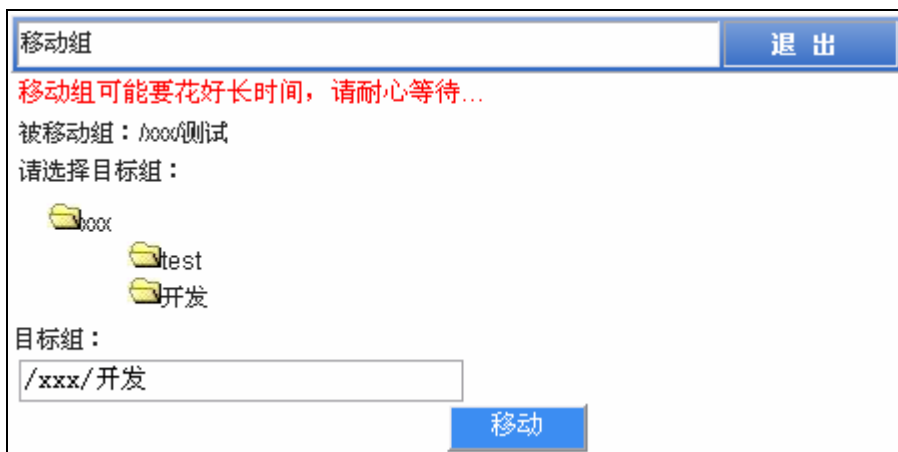 移动组 退 出
移动组可能要花好长时间，请耐心等待...
被移动组：/xxx/测试
请选择目标组：
xxx
test
开发
目标组：
/xxx/开发
移动